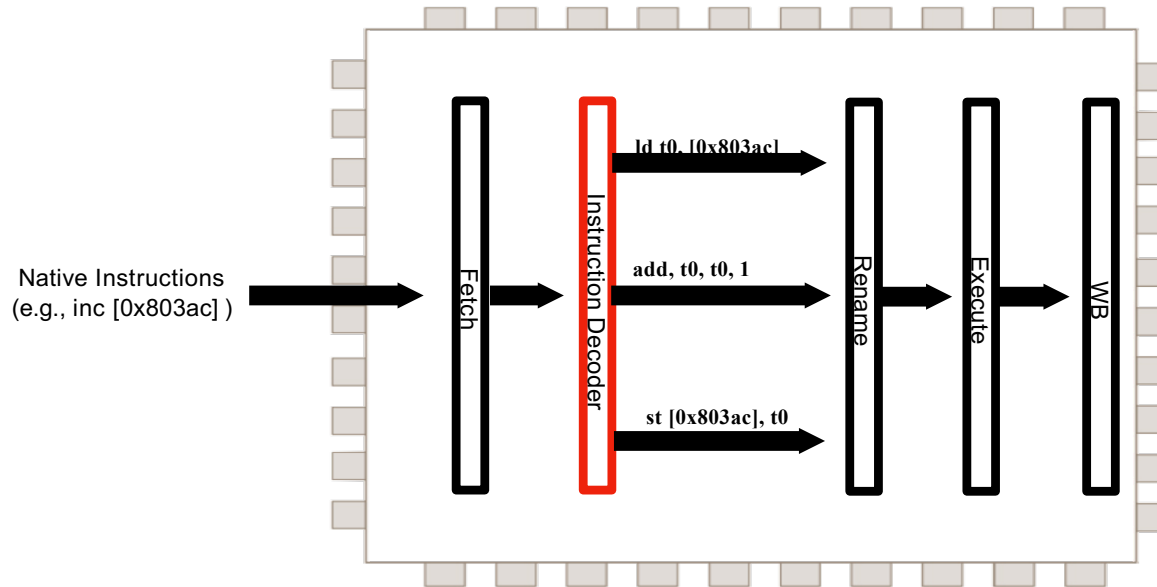 Native Instructions
(e.g., inc [0x803ac] )
Fetch
Instruction Decoder
ld t0, [0x803ac]
add, t0, t0, 1
st [0x803ac], t0
Rename
Execute
WB